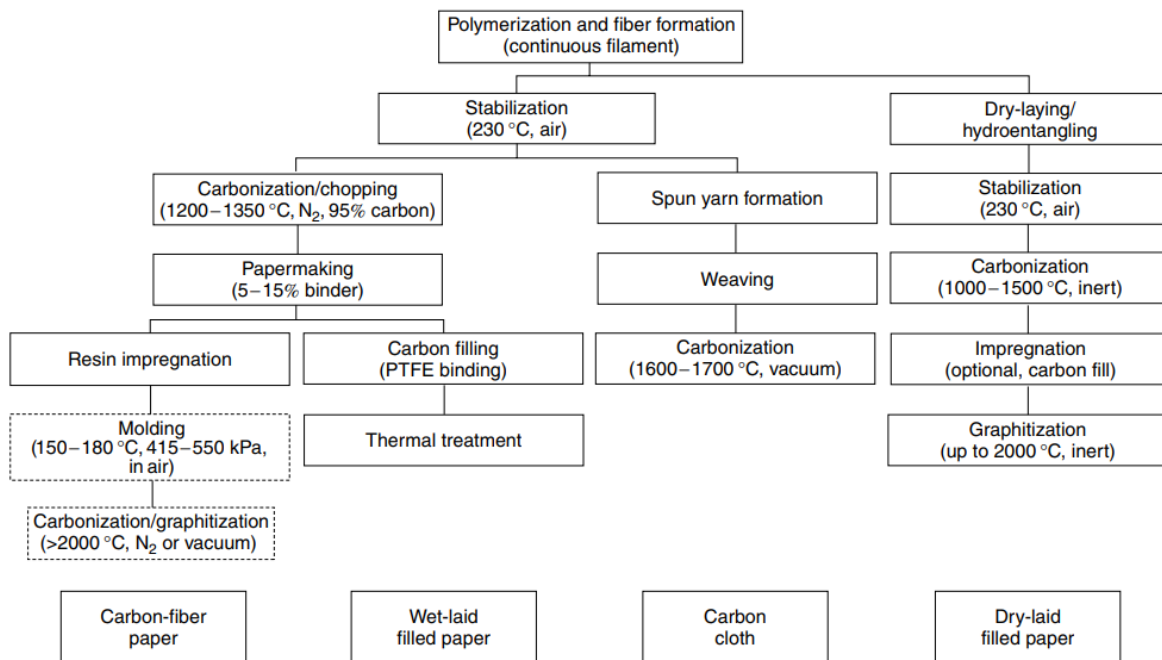 Polymerization and fiber formation
(continuous filament)
Stabilization
(230 °C, air)
Dry-laying/
hydroentangling
Carbonization/chopping
(1200–1350 °C, N₂, 95% carbon)
Spun yarn formation
Stabilization
(230 °C, air)
Papermaking
(5–15% binder)
Weaving
Carbonization
(1000–1500 °C, inert)
Resin impregnation
Carbon filling
(PTFE binding)
Carbonization
(1600–1700 °C, vacuum)
Impregnation
(optional, carbon fill)
Molding
(150–180 °C, 415–550 kPa,
in air)
Thermal treatment
Graphitization
(up to 2000 °C, inert)
Carbonization/graphitization
(>2000 °C, N₂ or vacuum)
Carbon-fiber
paper
Wet-laid
filled paper
Carbon
cloth
Dry-laid
filled paper